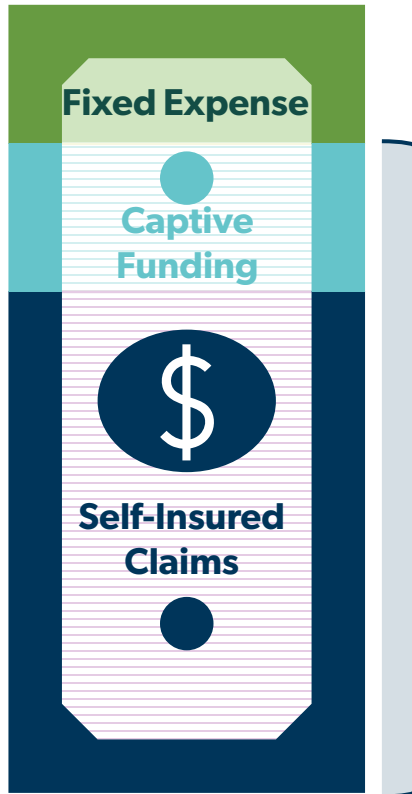 Fixed Expense
Captive
Funding
$
Self-Insured
Claims